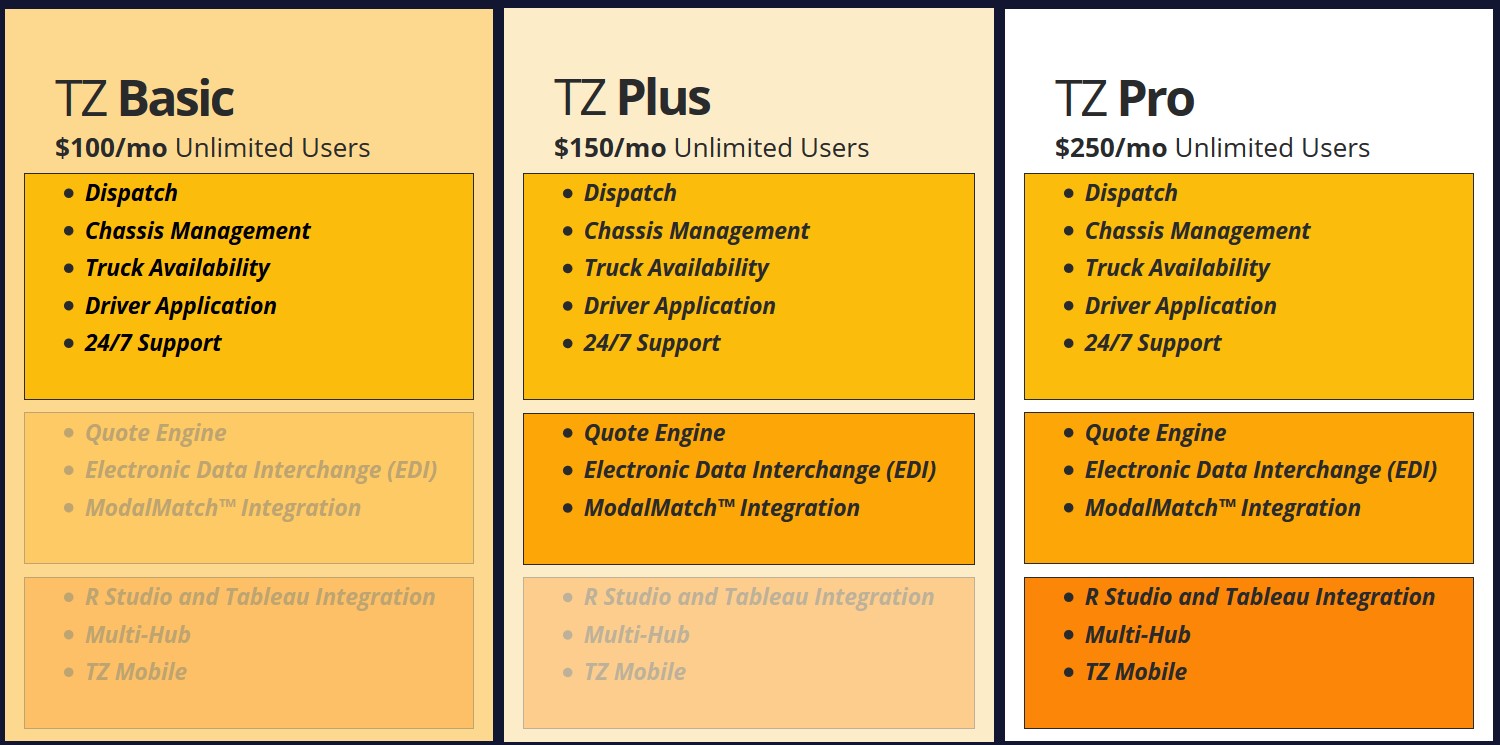 TZ Basic
$100/mo Unlimited Users
• Dispatch
• Chassis Management
• Truck Availability
• Driver Application
• 24/7 Support
• Quote Engine
• Electronic Data Interchange (EDI)
• ModalMatch™ Integration
• R Studio and Tableau Integration
• Multi-Hub
• TZ Mobile
TZ Plus
$150/mo Unlimited Users
• Dispatch
• Chassis Management
• Truck Availability
• Driver Application
• 24/7 Support
• Quote Engine
• Electronic Data Interchange (EDI)
• ModalMatch™ Integration
• R Studio and Tableau Integration
• Multi-Hub
• TZ Mobile
TZ Pro
$250/mo Unlimited Users
• Dispatch
• Chassis Management
• Truck Availability
• Driver Application
• 24/7 Support
• Quote Engine
• Electronic Data Interchange (EDI)
• ModalMatch™ Integration
• R Studio and Tableau Integration
• Multi-Hub
• TZ Mobile